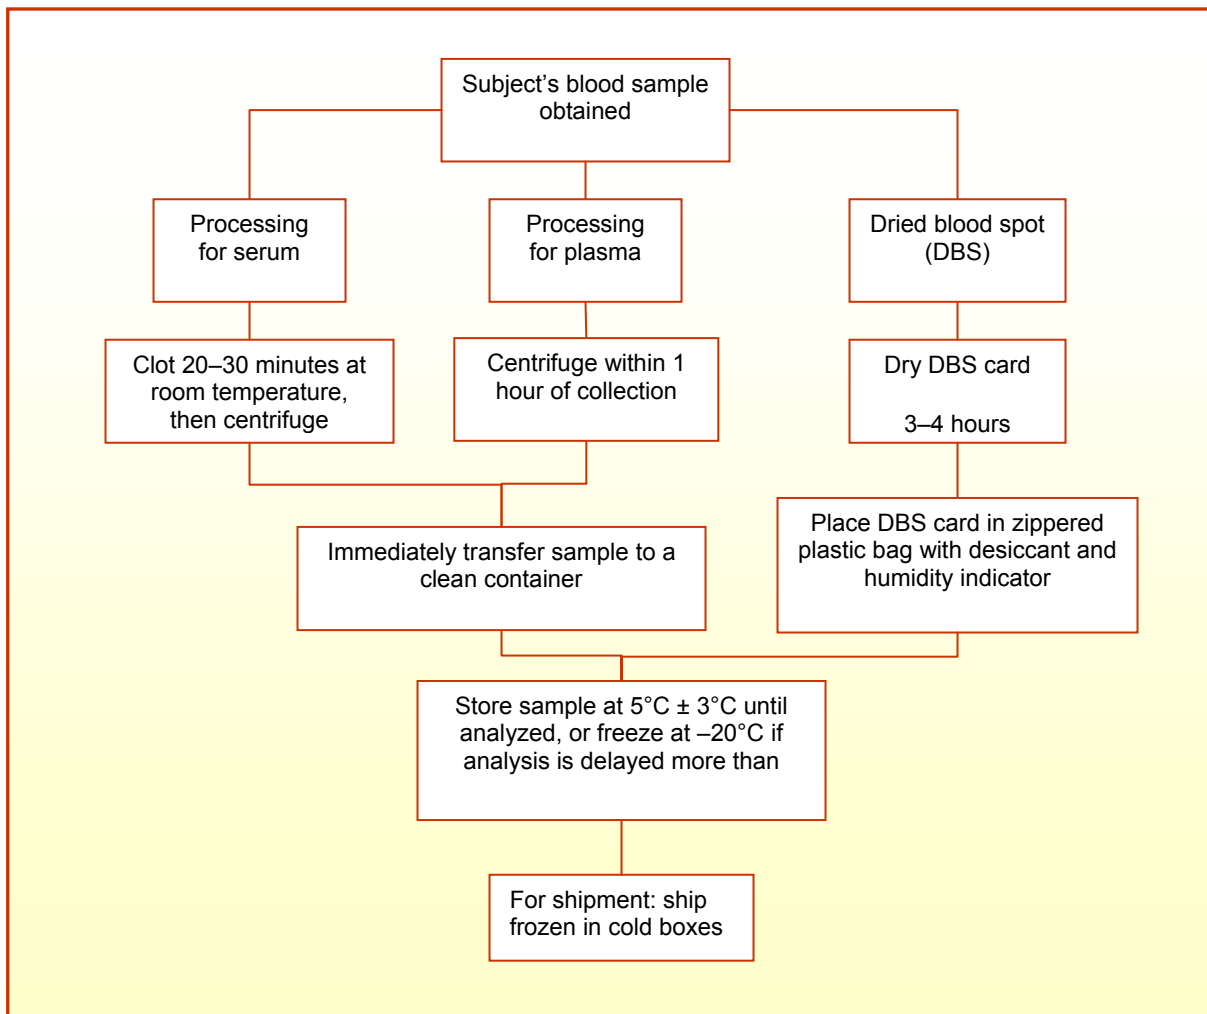 Subject’s blood sample
obtained
Processing
for serum
Processing
for plasma
Dried blood spot
(DBS)
Clot 20–30 minutes at
room temperature,
then centrifuge
Centrifuge within 1
hour of collection
Dry DBS card
3–4 hours
Immediately transfer sample to a
clean container
Place DBS card in zippered
plastic bag with desiccant and
humidity indicator
Store sample at 5°C ± 3°C until
analyzed, or freeze at –20°C if
analysis is delayed more than
For shipment: ship
frozen in cold boxes